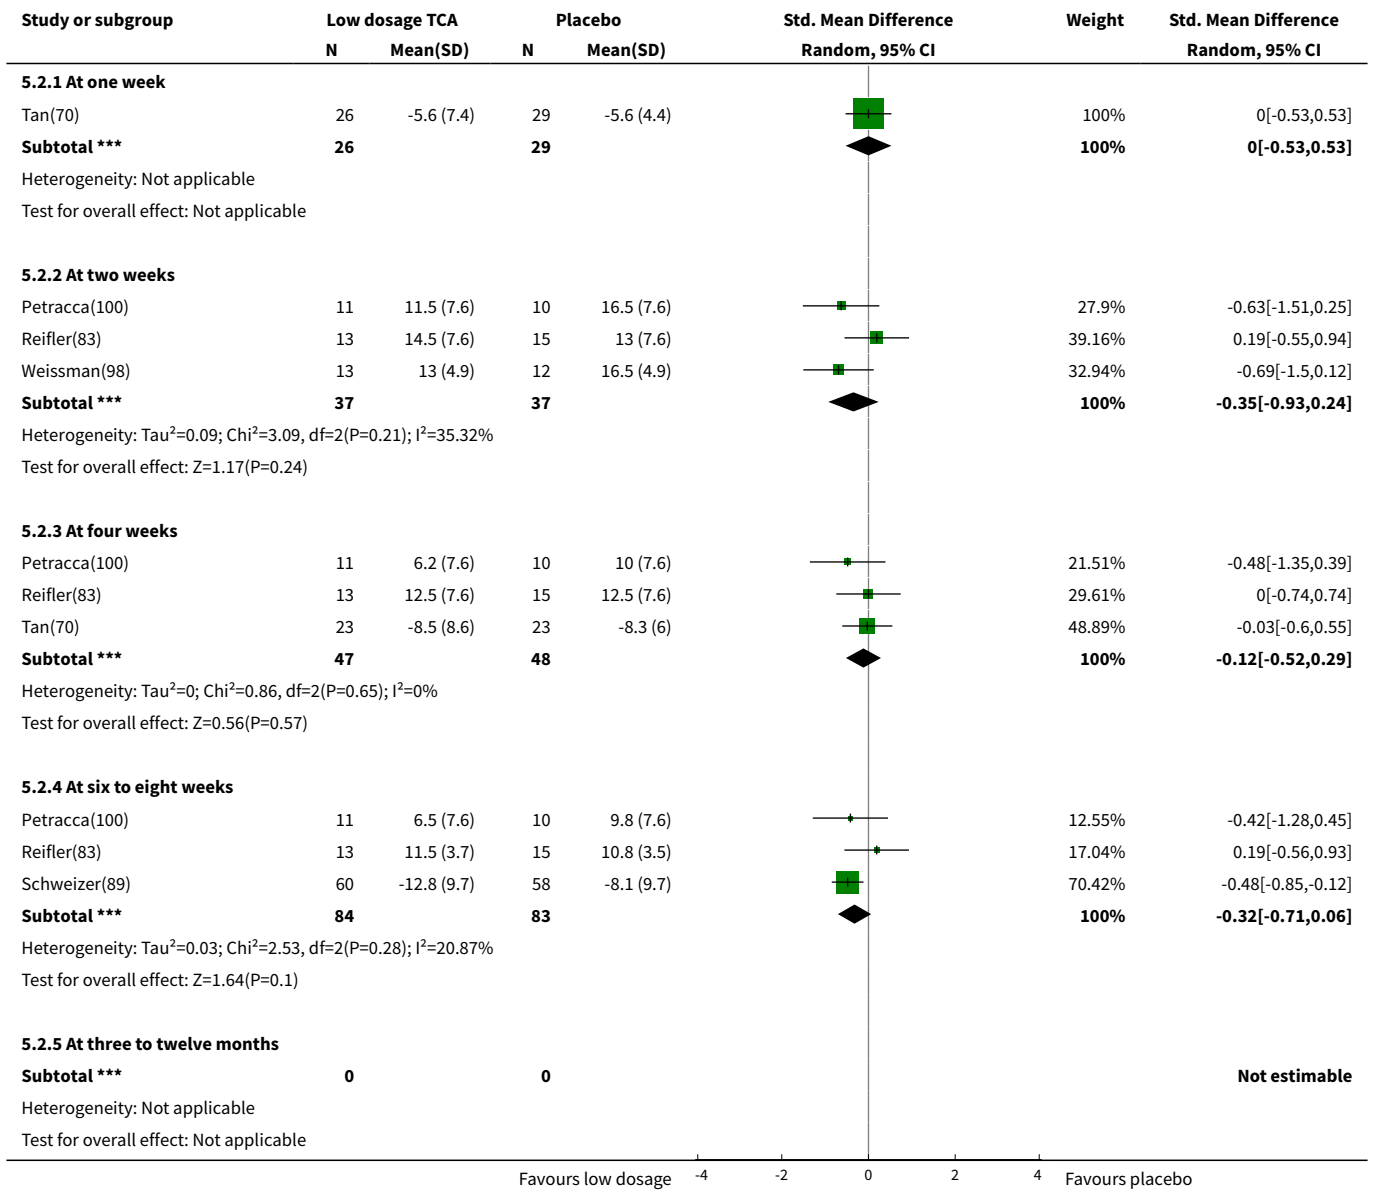 Study or subgroup Low dosage TCA Placebo Std. Mean Difference Weight Std. Mean Difference
N Mean(SD) N Mean(SD) Random, 95% CI Random, 95% CI
5.2.1 At one week
Tan(70) 26 -5.6 (7.4) 29 -5.6 (4.4) 100% 0[-0.53,0.53]
Subtotal *** 26 29 100% 0[-0.53,0.53]
Heterogeneity: Not applicable
Test for overall effect: Not applicable
5.2.2 At two weeks
Petracca(100) 11 11.5 (7.6) 10 16.5 (7.6) 27.9% -0.63[-1.51,0.25]
Reifler(83) 13 14.5 (7.6) 15 13 (7.6) 39.16% 0.19[-0.55,0.94]
Weissman(98) 13 13 (4.9) 12 16.5 (4.9) 32.94% -0.69[-1.5,0.12]
Subtotal *** 37 37 100% -0.35[-0.93,0.24]
Heterogeneity: Tau²=0.09; Chi²=3.09, df=2(P=0.21); I²=35.32%
Test for overall effect: Z=1.17(P=0.24)
5.2.3 At four weeks
Petracca(100) 11 6.2 (7.6) 10 10 (7.6) 21.51% -0.48[-1.35,0.39]
Reifler(83) 13 12.5 (7.6) 15 12.5 (7.6) 29.61% 0[-0.74,0.74]
Tan(70) 23 -8.5 (8.6) 23 -8.3 (6) 48.89% -0.03[-0.6,0.55]
Subtotal *** 47 48 100% -0.12[-0.52,0.29]
Heterogeneity: Tau²=0; Chi²=0.86, df=2(P=0.65); I²=0%
Test for overall effect: Z=0.56(P=0.57)
5.2.4 At six to eight weeks
Petracca(100) 11 6.5 (7.6) 10 9.8 (7.6) 12.55% -0.42[-1.28,0.45]
Reifler(83) 13 11.5 (3.7) 15 10.8 (3.5) 17.04% 0.19[-0.56,0.93]
Schweizer(89) 60 -12.8 (9.7) 58 -8.1 (9.7) 70.42% -0.48[-0.85,-0.12]
Subtotal *** 84 83 100% -0.32[-0.71,0.06]
Heterogeneity: Tau²=0.03; Chi²=2.53, df=2(P=0.28); I²=20.87%
Test for overall effect: Z=1.64(P=0.1)
5.2.5 At three to twelve months
Subtotal *** 0 0 Not estimable
Heterogeneity: Not applicable
Test for overall effect: Not applicable
Favours low dosage -4 -2 0 2 4 Favours placebo